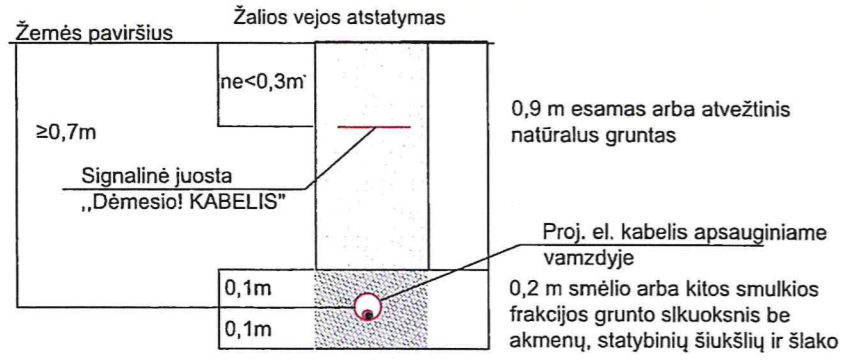 Žalios vejos atstatymas
Žemės paviršius
ne<0,3m
≥0,7m
0,9 m esamas arba atvežtinis
natūralus gruntas
Signalinė juosta
,,Dėmesio! KABELIS"
Proj. el. kabelis apsauginiame
vamzdyje
0,1m
0,1m
0,2 m smėlio arba kitos smulkios
frakcijos grunto slkuoksnis be
akmenų, statybinių šiukšlių ir šlako